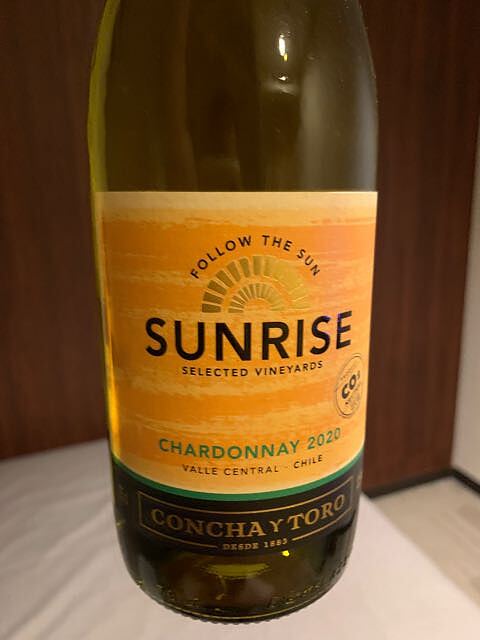 FOLLOW THE SUN
SUNRISE
SELECTED VINEYARDS
CO₂
CHARDONNAY 2020
VALLE CENTRAL · CHILE
CONCHA Y TORO
DESDE 1883